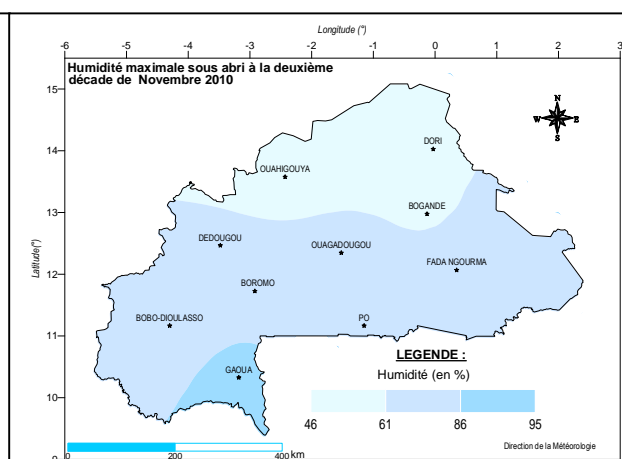 Longitude (°)
-6 -5 -4 -3 -2 -1 0 1 2 3
Humidité maximale sous abri à la deuxième
décade de Novembre 2010
15
N
W E
S
14
DORI
OUAHIGOUYA
13
BOGANDE
DEDOUGOU
OUAGADOUGOU
FADA NGOURMA
Latitude(°)
12
BOROMO
BOBO-DIOULASSO
PO
11
LEGENDE :
GAOUA
Humidité (en %)
10
46 61 86 95
Direction de la Météorologie
9
0 200 400 km